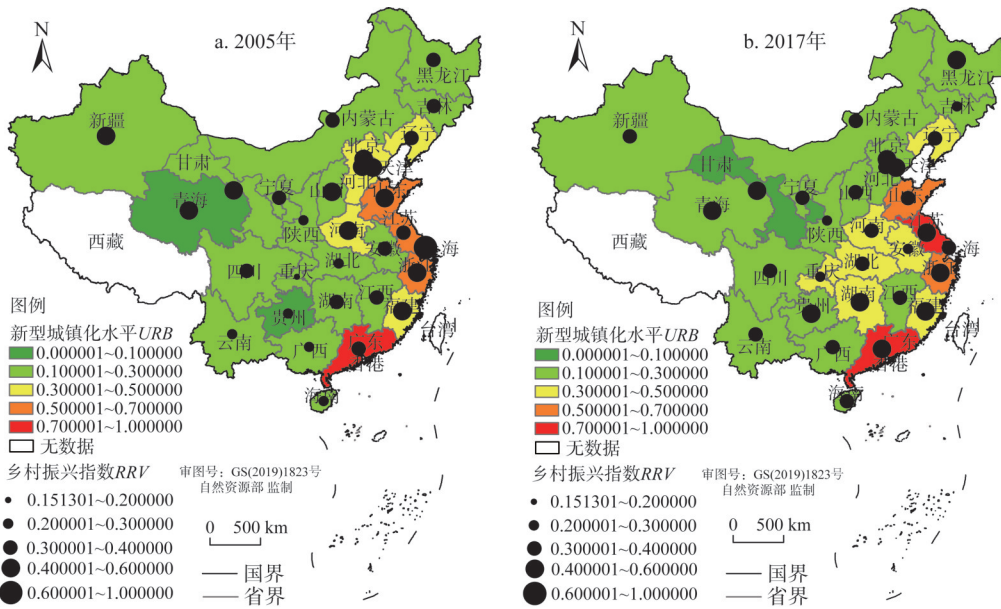 N
a. 2005年
黑龙江
吉林
新疆
内蒙古
辽宁
北京
天津
甘肃
河北
宁夏
山西
山东
青海
陕西
河南
江苏
西藏
安徽
上海
湖北
四川
重庆
浙江
湖南
江西
贵州
福建
云南
台湾
广西
广东
香港
海南
图例
新型城镇化水平URB
0.000001~0.100000
0.100001~0.300000
0.300001~0.500000
0.500001~0.700000
0.700001~1.000000
无数据
乡村振兴指数RRV
0.151301~0.200000
0.200001~0.300000
0.300001~0.400000
0.400001~0.600000
0.600001~1.000000
审图号：GS(2019)1823号
自然资源部 监制
0 500 km
国界
省界
N
b. 2017年
黑龙江
吉林
新疆
内蒙古
辽宁
北京
天津
甘肃
河北
宁夏
山西
山东
青海
陕西
河南
江苏
西藏
安徽
上海
湖北
四川
重庆
浙江
湖南
江西
贵州
福建
云南
台湾
广西
广东
香港
海南
图例
新型城镇化水平URB
0.000001~0.100000
0.100001~0.300000
0.300001~0.500000
0.500001~0.700000
0.700001~1.000000
无数据
乡村振兴指数RRV
0.151301~0.200000
0.200001~0.300000
0.300001~0.400000
0.400001~0.600000
0.600001~1.000000
审图号：GS(2019)1823号
自然资源部 监制
0 500 km
国界
省界